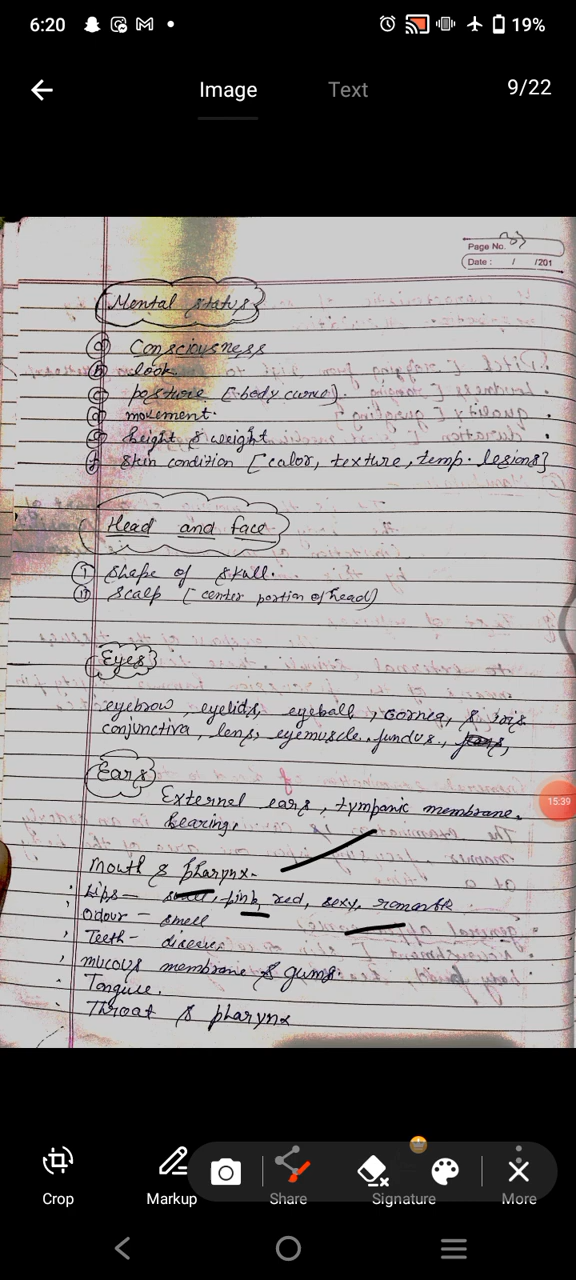 6:20
19%
Image
Text
9/22
Page No. 37
Date : / /201
Mental status
a Consciousness
b look
c posture [body curve].
d movement.
e height & weight
f skin condition [color, texture, temp. lesions]
Head and face
i shape of skull.
ii scalp [center portion of head)
Eyes
eyebrow, eyelids, eyeball, cornea, & iris
conjunctiva, lens, eyemuscle, fundus,
Ears
External ears, tympanic membrane.
hearing,
15:39
Mouth & pharynx-
Lips- pink, red, sexy,
Odour - smell
Teeth- diseases
mucous membrane & gums.
Tongue.
Throat & pharynx
Crop
Markup
Share
Signature
More